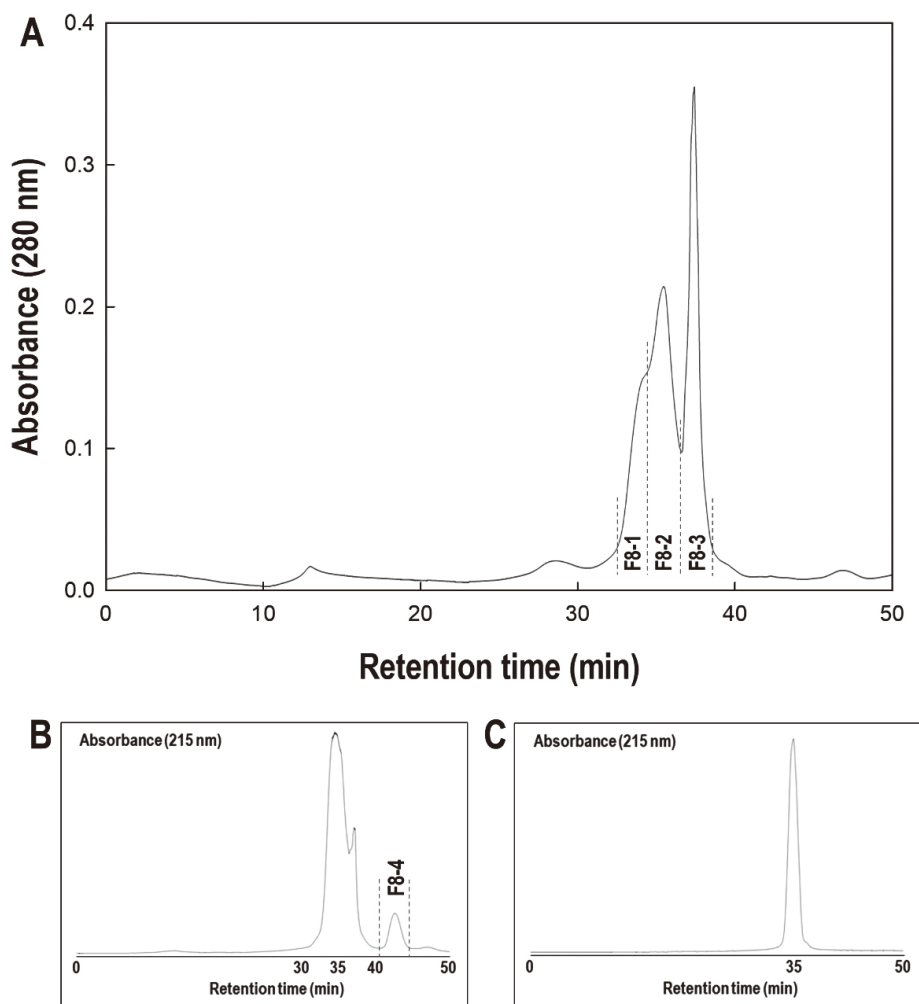 A
Absorbance (280 nm)
0.4
0.3
0.2
0.1
0.0
F8-1
F8-2
F8-3
0 10 20 30 40 50
Retention time (min)
B
Absorbance (215 nm)
F8-4
0 30 35 40 50
Retention time (min)
C
Absorbance (215 nm)
0 35 50
Retention time (min)